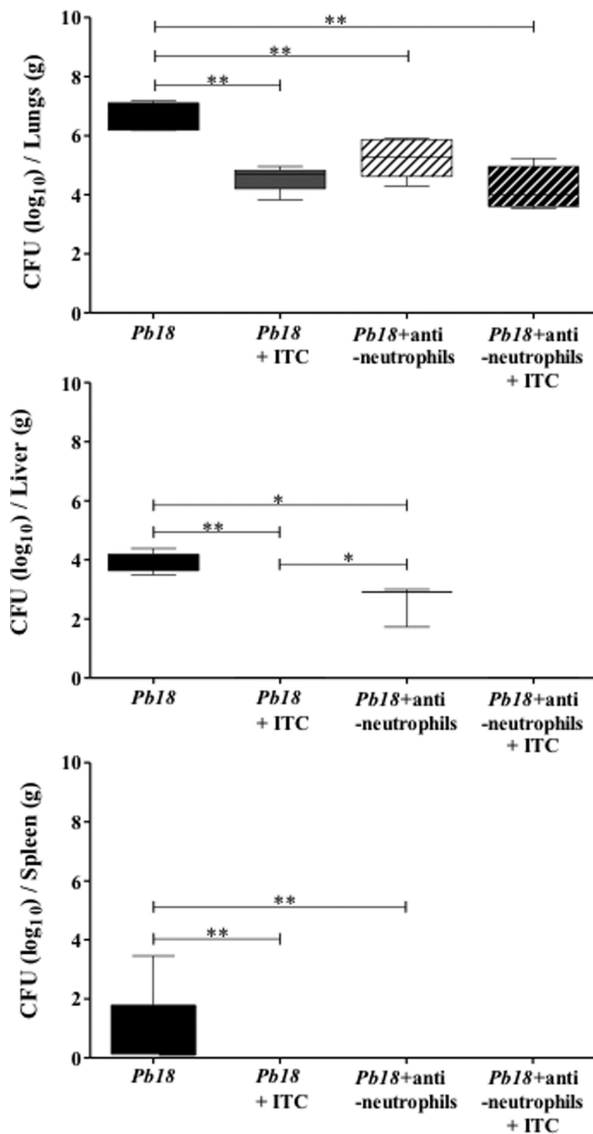 10
**
8
**
**
6
4
2
0
CFU (log10) / Lungs (g)
Pb18
Pb18
+ ITC
Pb18+anti
-neutrophils
Pb18+anti
-neutrophils
+ ITC
10
8
6
*
**
4
*
2
0
CFU (log10) / Liver (g)
Pb18
Pb18
+ ITC
Pb18+anti
-neutrophils
Pb18+anti
-neutrophils
+ ITC
10
8
6
**
4
**
2
0
CFU (log10) / Spleen (g)
Pb18
Pb18
+ ITC
Pb18+anti
-neutrophils
Pb18+anti
-neutrophils
+ ITC